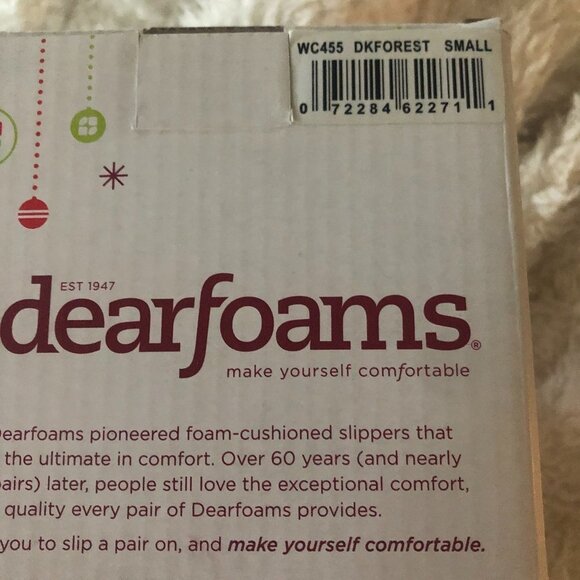 WC455 DKFOREST SMALL
0 72284 62271 1
EST 1947
dearfoams®
make yourself comfortable
Dearfoams pioneered foam-cushioned slippers that
the ultimate in comfort. Over 60 years (and nearly
pairs) later, people still love the exceptional comfort,
quality every pair of Dearfoams provides.
you to slip a pair on, and make yourself comfortable.